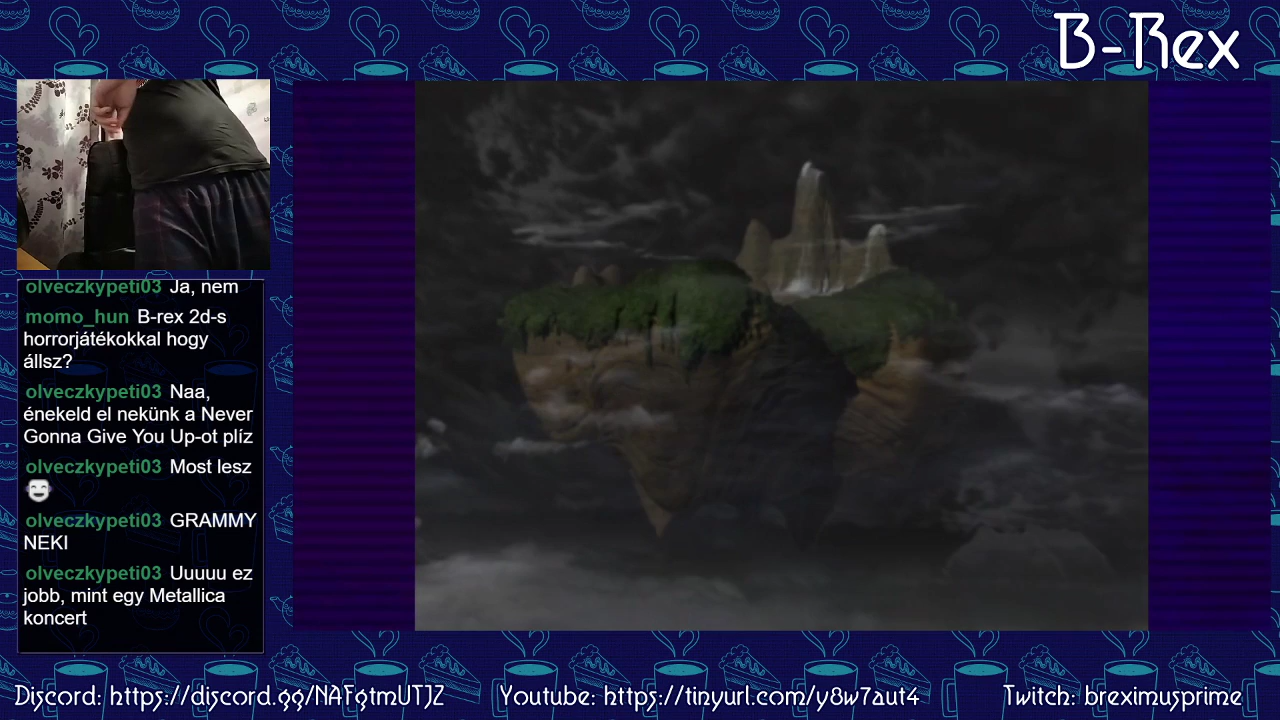 B-Rex
olveczkypeti03 Ja, nem
momo_hun B-rex 2d-s
horrorjátékokkal hogy
állsz?
olveczkypeti03 Naa,
énekeld el nekünk a Never
Gonna Give You Up-ot plíz
olveczkypeti03 Most lesz
olveczkypeti03 GRAMMY
NEKI
olveczkypeti03 Uuuuu ez
jobb, mint egy Metallica
koncert
Discord: https://discord.gg/NAFgtmUTJZ
Youtube: https://tinyurl.com/y8w7aut4
Twitch: breximusprime